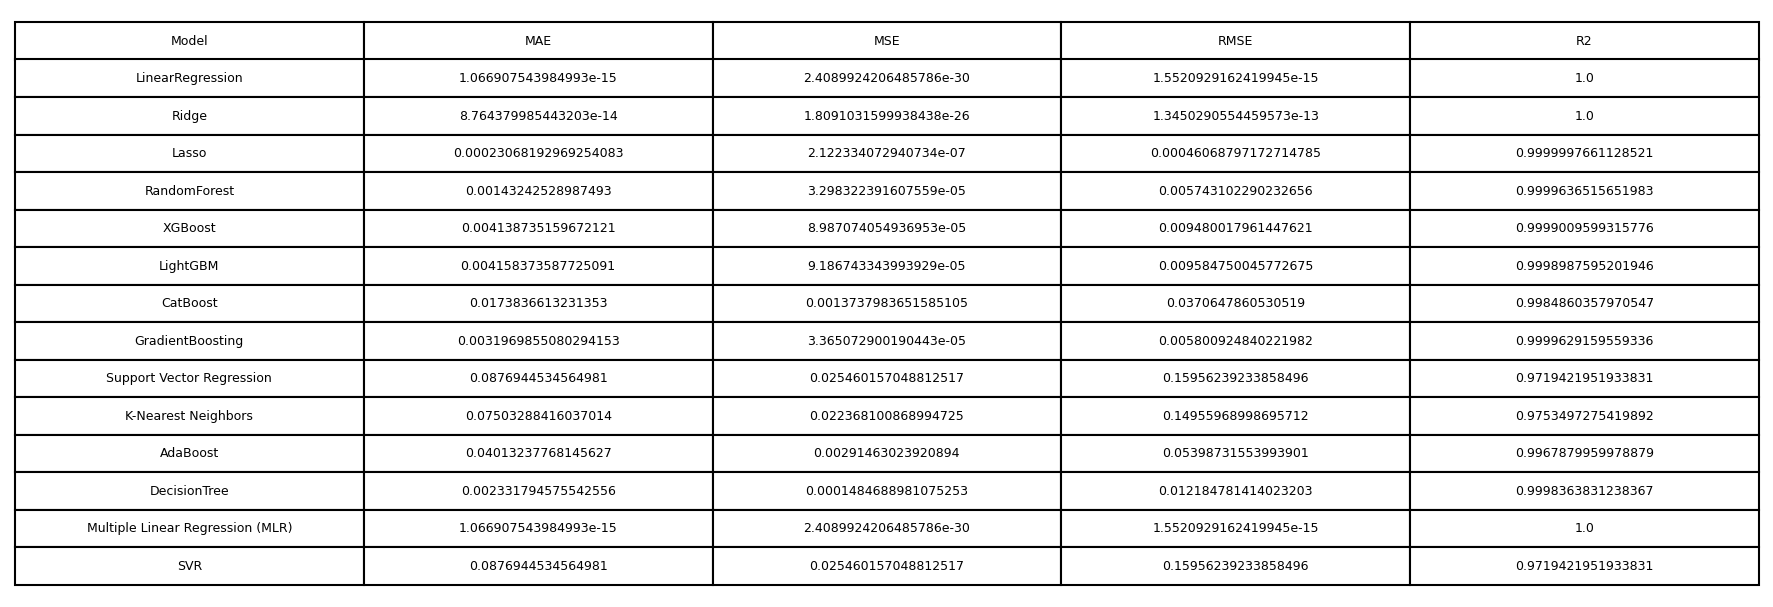 Model MAE MSE RMSE R2
LinearRegression 1.066907543984993e-15 2.4089924206485786e-30 1.5520929162419945e-15 1.0
Ridge 8.764379985443203e-14 1.8091031599938438e-26 1.3450290554459573e-13 1.0
Lasso 0.00023068192969254083 2.122334072940734e-07 0.00046068797172714785 0.9999997661128521
RandomForest 0.00143242528987493 3.298322391607559e-05 0.005743102290232656 0.9999636515651983
XGBoost 0.004138735159672121 8.987074054936953e-05 0.009480017961447621 0.9999009599315776
LightGBM 0.004158373587725091 9.186743343993929e-05 0.009584750045772675 0.9998987595201946
CatBoost 0.0173836613231353 0.0013737983651585105 0.0370647860530519 0.9984860357970547
GradientBoosting 0.0031969855080294153 3.365072900190443e-05 0.005800924840221982 0.9999629159559336
Support Vector Regression 0.0876944534564981 0.025460157048812517 0.15956239233858496 0.9719421951933831
K-Nearest Neighbors 0.07503288416037014 0.022368100868994725 0.14955968998695712 0.9753497275419892
AdaBoost 0.04013237768145627 0.00291463023920894 0.05398731553993901 0.9967879959978879
DecisionTree 0.002331794575542556 0.0001484688981075253 0.012184781414023203 0.9998363831238367
Multiple Linear Regression (MLR) 1.066907543984993e-15 2.4089924206485786e-30 1.5520929162419945e-15 1.0
SVR 0.0876944534564981 0.025460157048812517 0.15956239233858496 0.9719421951933831